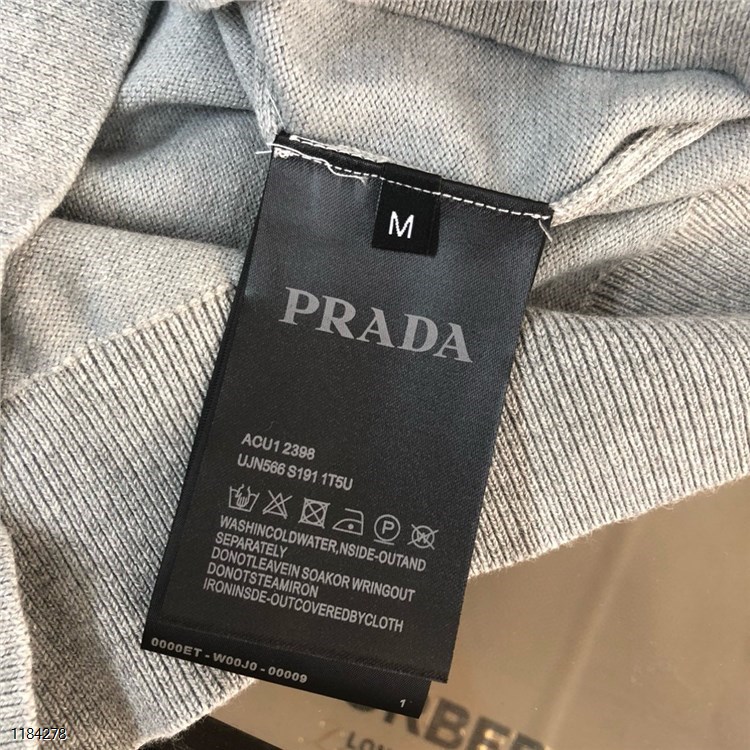 M
PRADA
ACU1 2398
UJN566 S191 1T5U
P
W
WASHINCOLDWATER,NSIDE-OUTAND
SEPARATELY
DONOTLEAVEIN SOAKOR WRINGOUT
DONOTSTEAMIRON
IRONINSDE-OUTCOVEREDBYCLOTH
0000ET - W00J0 - 00009
1
1184278